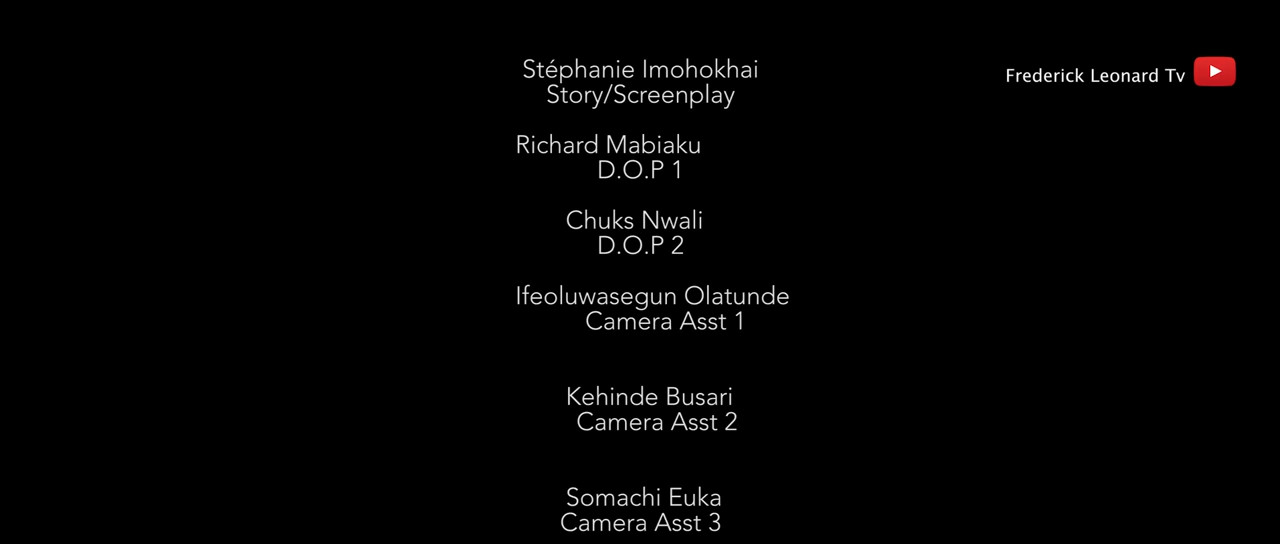 Stéphanie Imohokhai
Story/Screenplay
Frederick Leonard Tv
Richard Mabiaku
D.O.P 1
Chuks Nwali
D.O.P 2
Ifeoluwasegun Olatunde
Camera Asst 1
Kehinde Busari
Camera Asst 2
Somachi Euka
Camera Asst 3